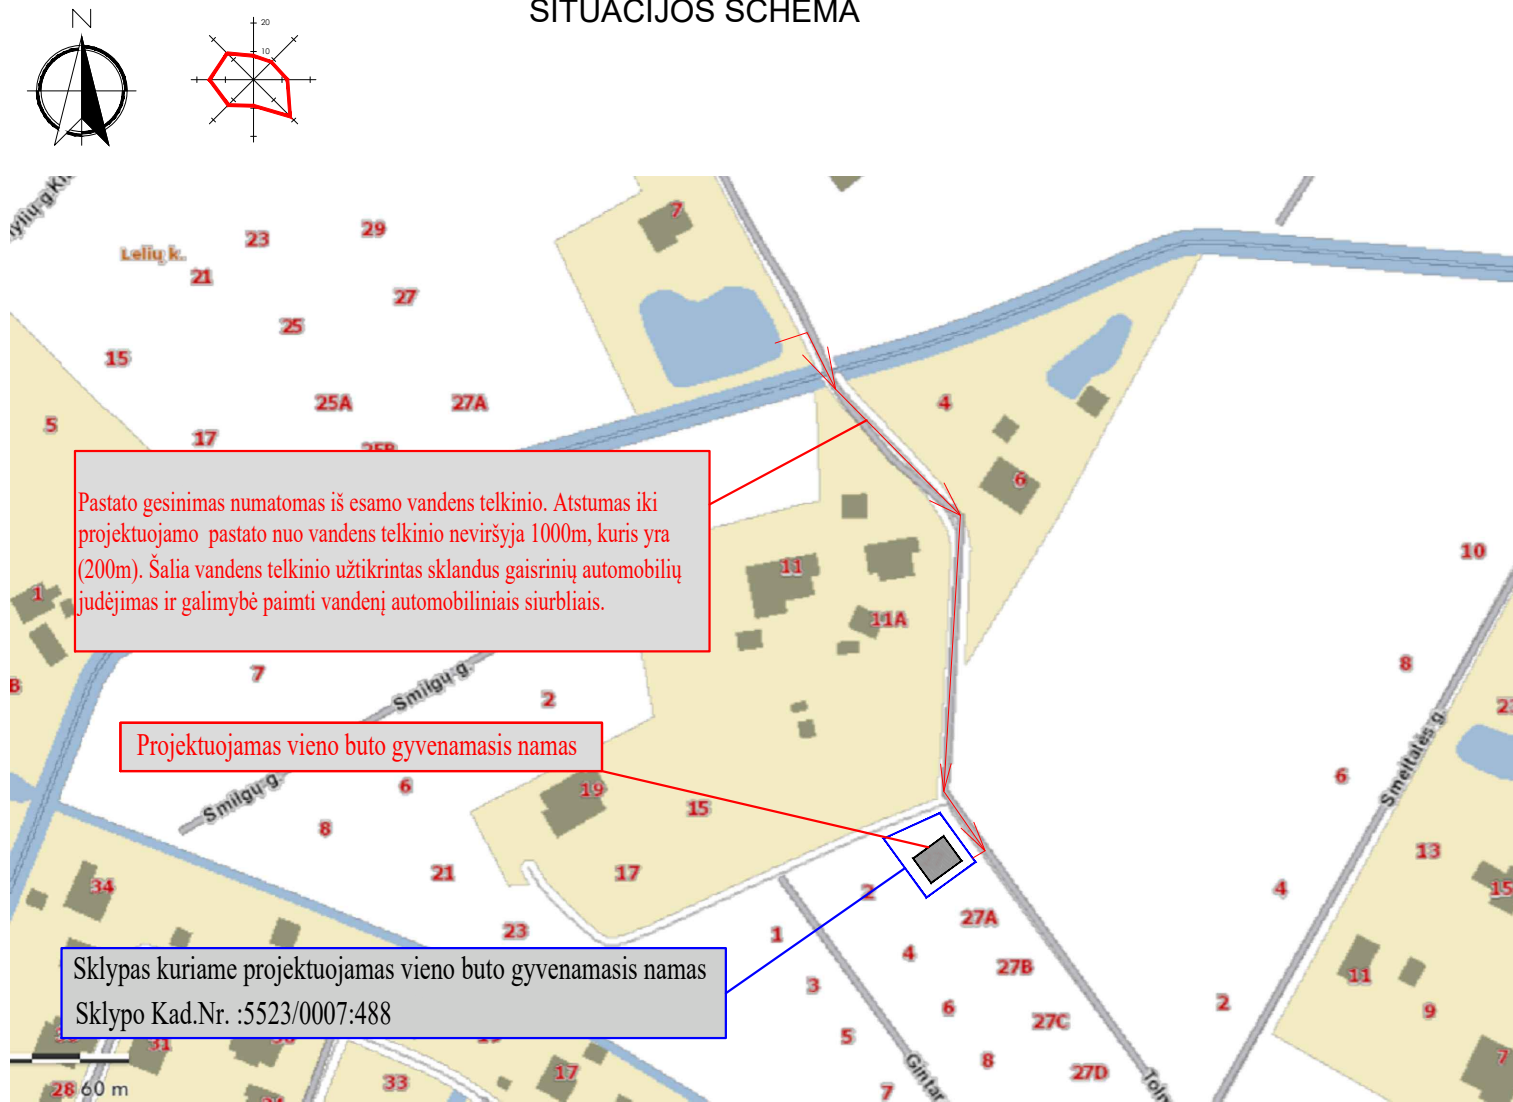 SITUACIJOS SCHEMA
N
20
10
7
29
23
Lelių k.
21
27
25
15
25A
27A
4
5
17
25B
6
Pastato gesinimas numatomas iš esamo vandens telkinio. Atstumas iki
projektuojamo pastato nuo vandens telkinio neviršyja 1000m, kuris yra
(200m). Šalia vandens telkinio užtikrintas sklandus gaisrinių automobilių
judėjimas ir galimybė paimti vandenį automobiliniais siurbliais.
10
11
1
11A
8
7
Smilgų g.
2
Smeltalės g.
Projektuojamas vieno buto gyvenamasis namas
6
6
19
15
Smilgų g.
8
13
21
17
34
2
4
15
27A
23
1
4
Sklypas kuriame projektuojamas vieno buto gyvenamasis namas
Sklypo Kad.Nr. :5523/0007:488
27B
11
3
2
6
9
27C
5
31
8
7
Gintar
27D
17
33
28
60 m
7